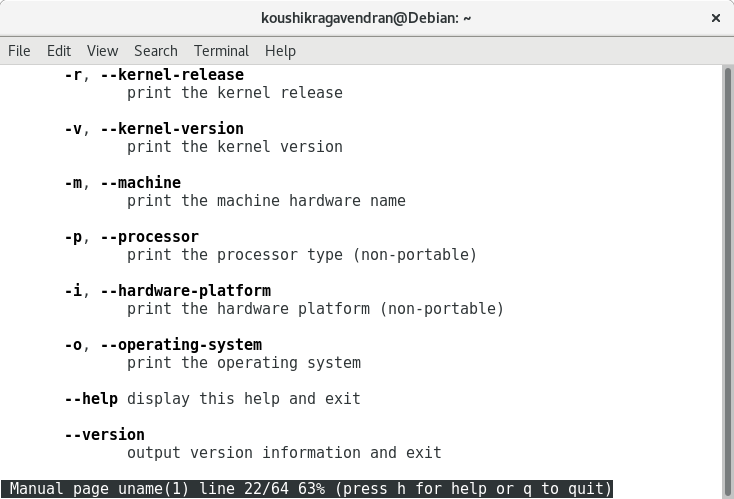 koushikragavendran@Debian: ~
File Edit View Search Terminal Help
-r, --kernel-release
print the kernel release
-v, --kernel-version
print the kernel version
-m, --machine
print the machine hardware name
-p, --processor
print the processor type (non-portable)
-i, --hardware-platform
print the hardware platform (non-portable)
-o, --operating-system
print the operating system
--help display this help and exit
--version
output version information and exit
Manual page uname(1) line 22/64 63% (press h for help or q to quit)